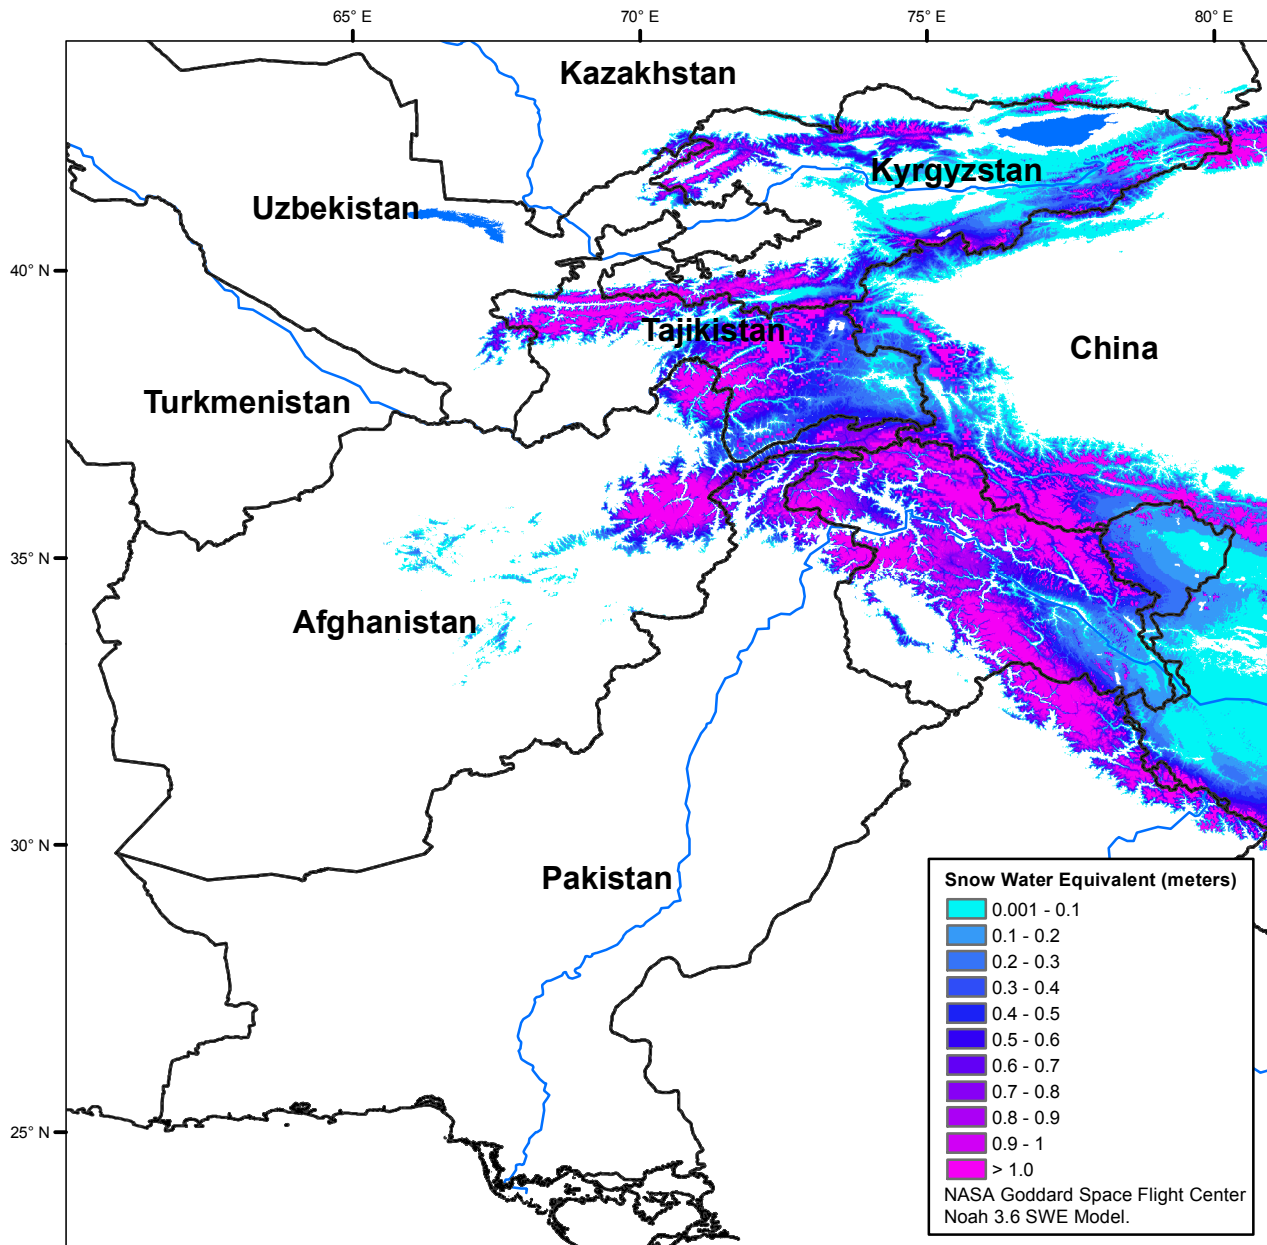 65° E
70° E
75° E
80° E
Kazakhstan
Kyrgyzstan
Uzbekistan
40° N
Tajikistan
China
Turkmenistan
35° N
Afghanistan
30° N
Pakistan
25° N
Snow Water Equivalent (meters)
0.001 - 0.1
0.1 - 0.2
0.2 - 0.3
0.3 - 0.4
0.4 - 0.5
0.5 - 0.6
0.6 - 0.7
0.7 - 0.8
0.8 - 0.9
0.9 - 1
> 1.0
NASA Goddard Space Flight Center
Noah 3.6 SWE Model.